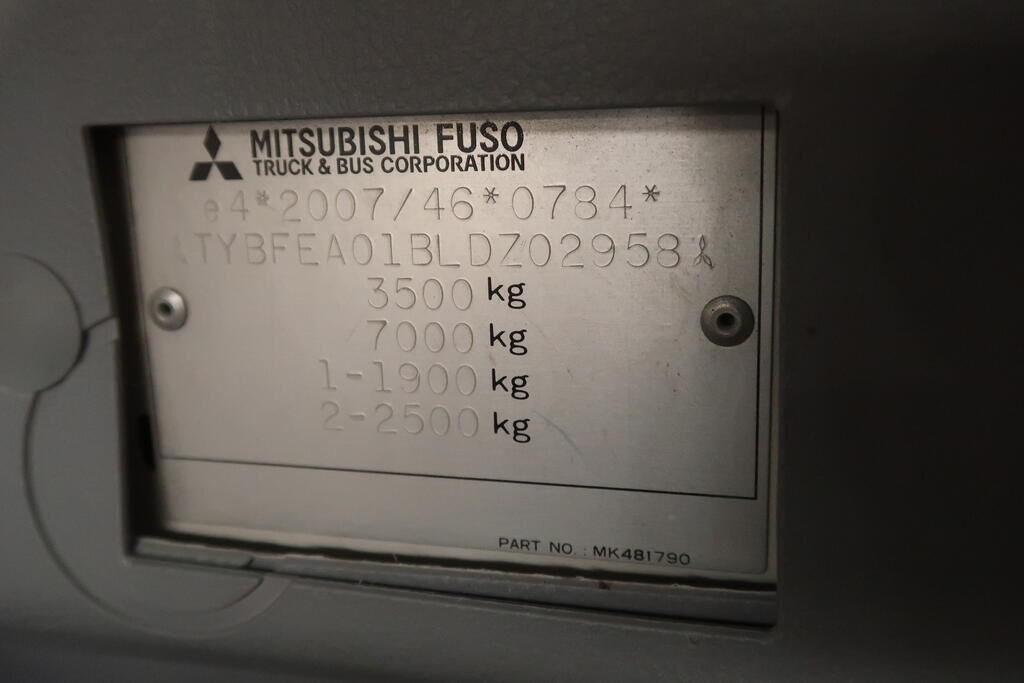 MITSUBISHI FUSO
TRUCK & BUS CORPORATION
e4*2007/46*0784*
TYBFEA01BLDZ02958
3500 kg
7000 kg
1-1900 kg
2-2500 kg
PART NO. : MK481790